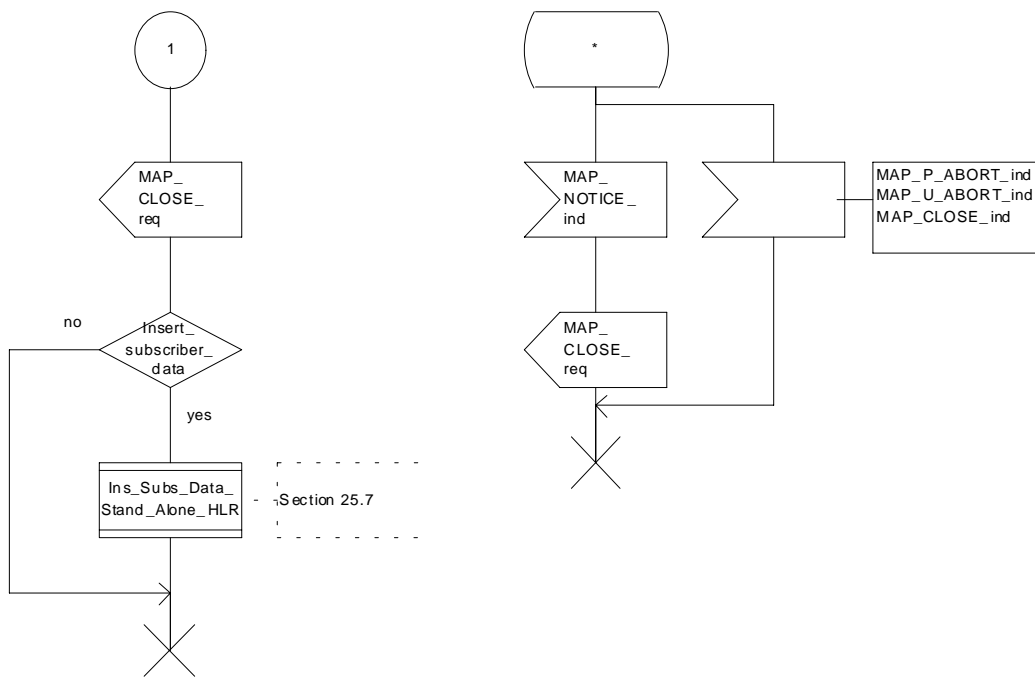 1
MAP_
CLOSE_
req
no
Insert_
subscriber_
data
yes
Ins_Subs_Data_
Stand_Alone_HLR
Section 25.7
*
MAP_
NOTICE_
ind
MAP_P_ABORT_ind
MAP_U_ABORT_ind
MAP_CLOSE_ind
MAP_
CLOSE_
req